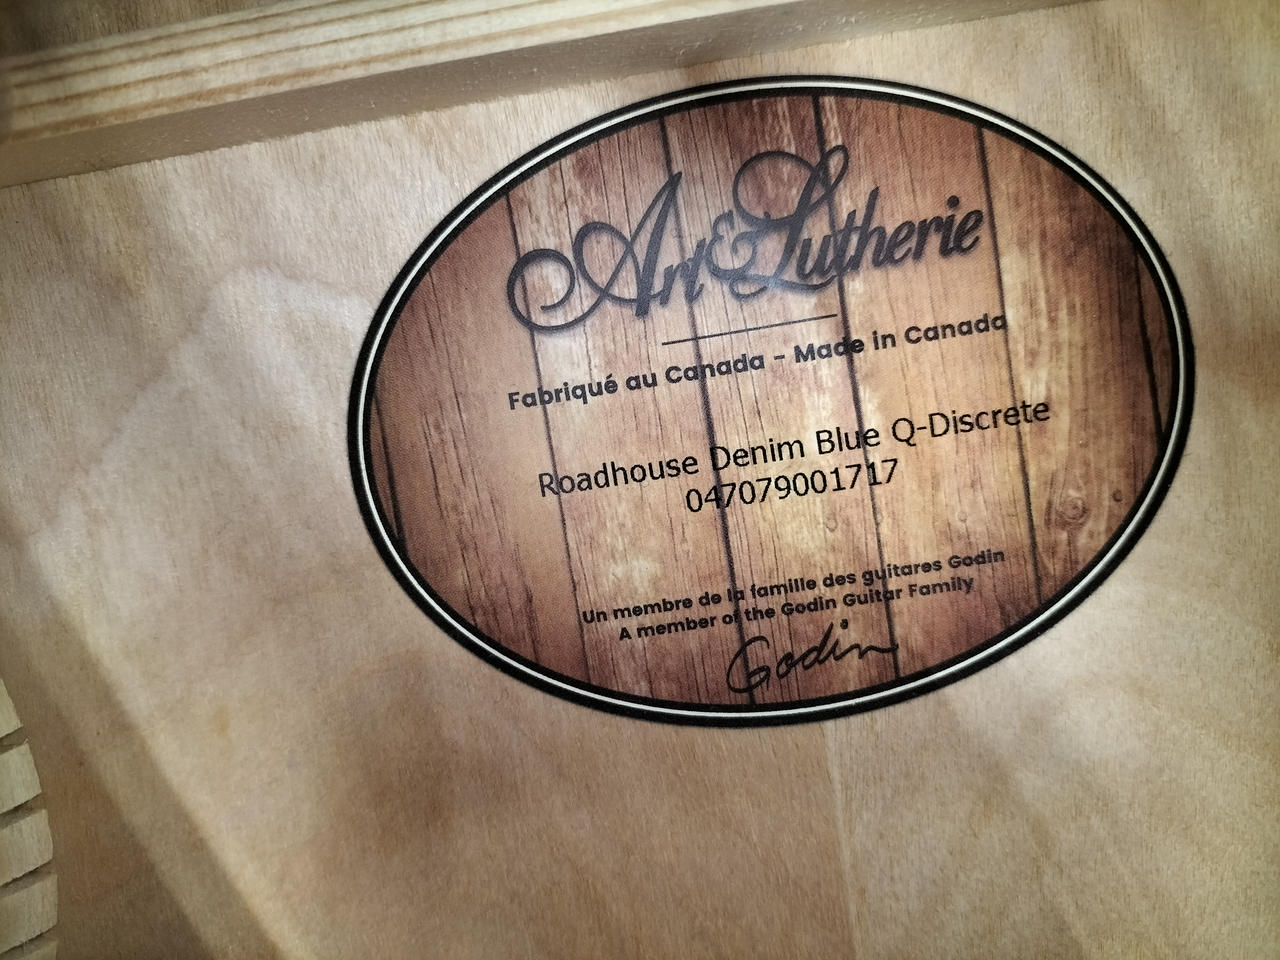 Art & Lutherie
Fabriqué au Canada - Made in Canada
Roadhouse Denim Blue Q-Discrete
047079001717
Un membre de la famille des guitares Godin
A member of the Godin Guitar Family
Godin